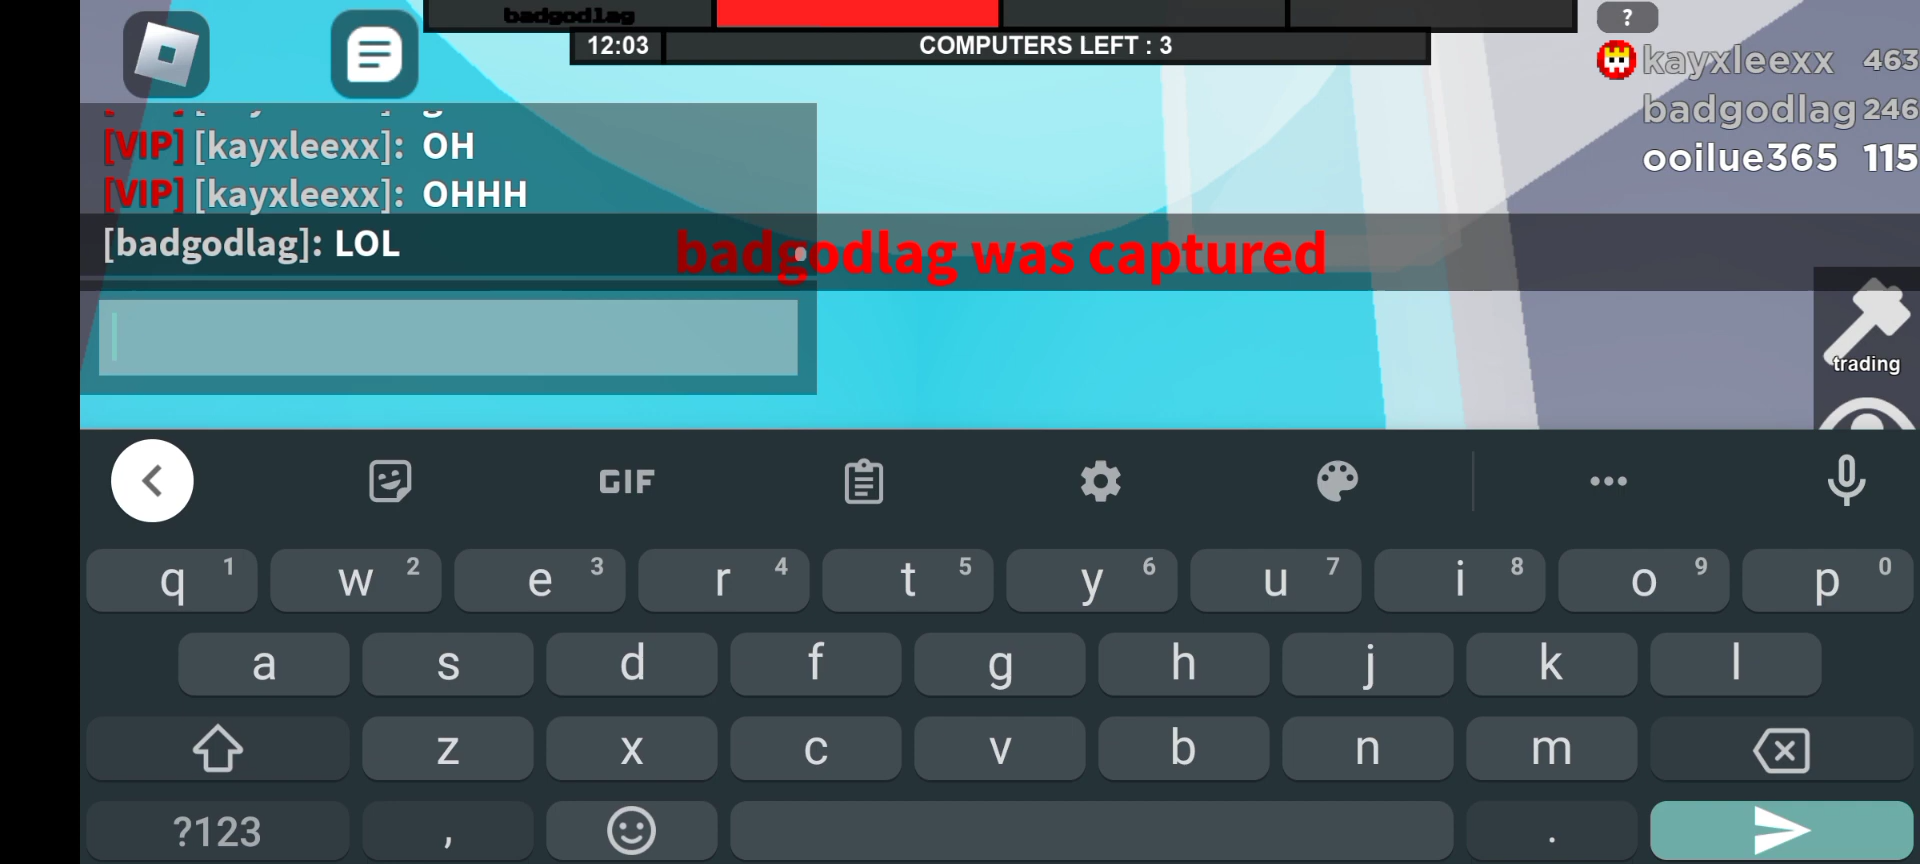 badgodlag
12:03
COMPUTERS LEFT : 3
?
kayxleexx 463
badgodlag 246
ooilue365 115
[VIP] [kayxleexx]: OH
[VIP] [kayxleexx]: OHHH
[badgodlag]: LOL
badgodlag was captured
trading
GIF
q 1 w 2 e 3 r 4 t 5 y 6 u 7 i 8 o 9 p 0
a s d f g h j k l
z x c v b n m
?123 , .